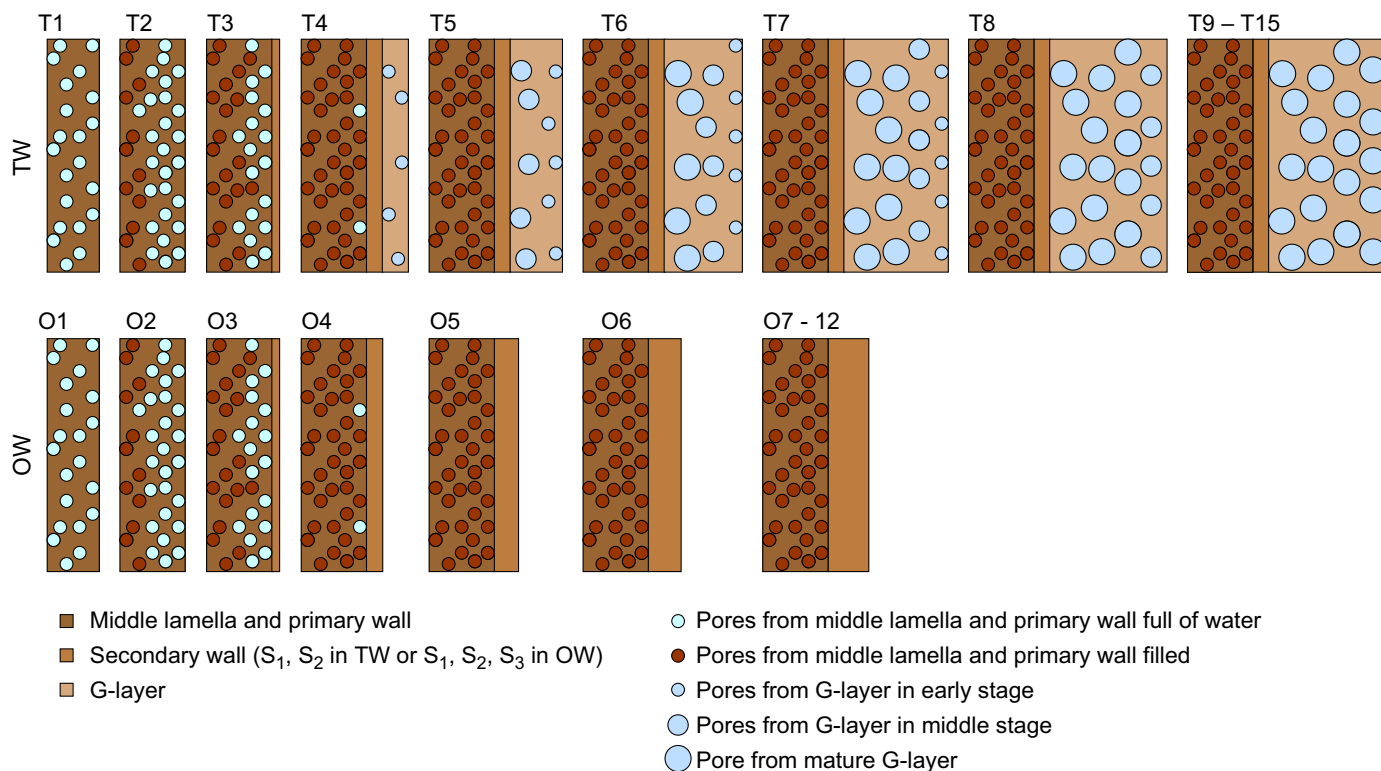 T1 T2 T3 T4 T5 T6 T7 T8 T9 – T15
TW
O1 O2 O3 O4 O5 O6 O7 - 12
OW
Middle lamella and primary wall
Secondary wall (S₁, S₂ in TW or S₁, S₂, S₃ in OW)
G-layer
Pores from middle lamella and primary wall full of water
Pores from middle lamella and primary wall filled
Pores from G-layer in early stage
Pores from G-layer in middle stage
Pore from mature G-layer